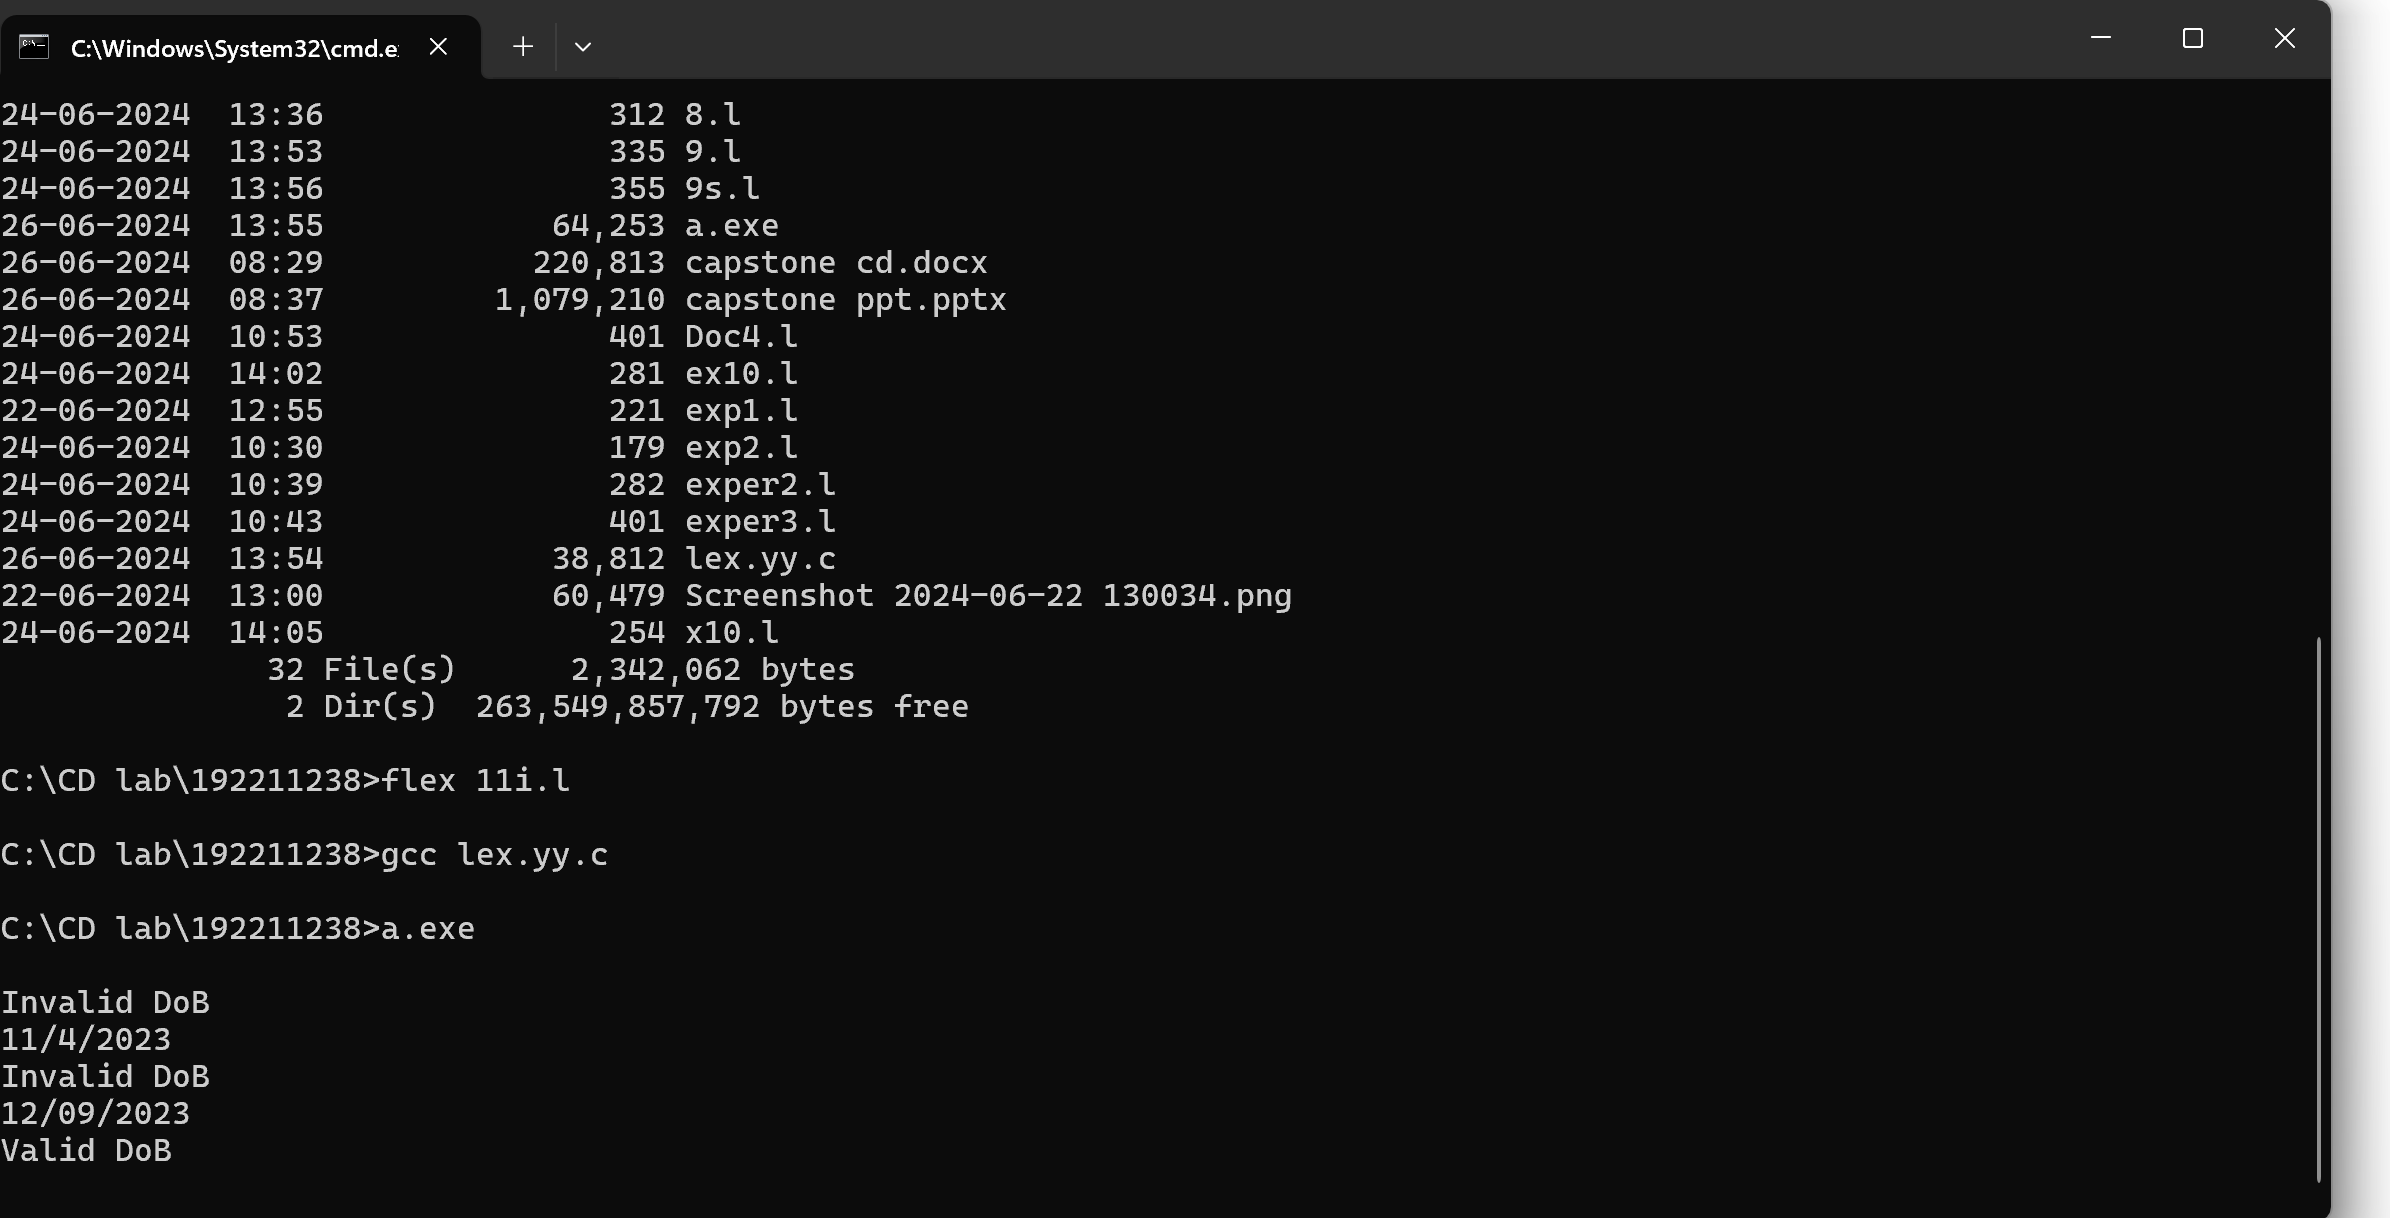 C:\Windows\System32\cmd.e
24-06-2024  13:36               312 8.l
24-06-2024  13:53               335 9.l
24-06-2024  13:56               355 9s.l
26-06-2024  13:55            64,253 a.exe
26-06-2024  08:29           220,813 capstone cd.docx
26-06-2024  08:37         1,079,210 capstone ppt.pptx
24-06-2024  10:53               401 Doc4.l
24-06-2024  14:02               281 ex10.l
22-06-2024  12:55               221 exp1.l
24-06-2024  10:30               179 exp2.l
24-06-2024  10:39               282 exper2.l
24-06-2024  10:43               401 exper3.l
26-06-2024  13:54            38,812 lex.yy.c
22-06-2024  13:00            60,479 Screenshot 2024-06-22 130034.png
24-06-2024  14:05               254 x10.l
              32 File(s)      2,342,062 bytes
               2 Dir(s)  263,549,857,792 bytes free
C:\CD lab\192211238>flex 11i.l
C:\CD lab\192211238>gcc lex.yy.c
C:\CD lab\192211238>a.exe
Invalid DoB
11/4/2023
Invalid DoB
12/09/2023
Valid DoB